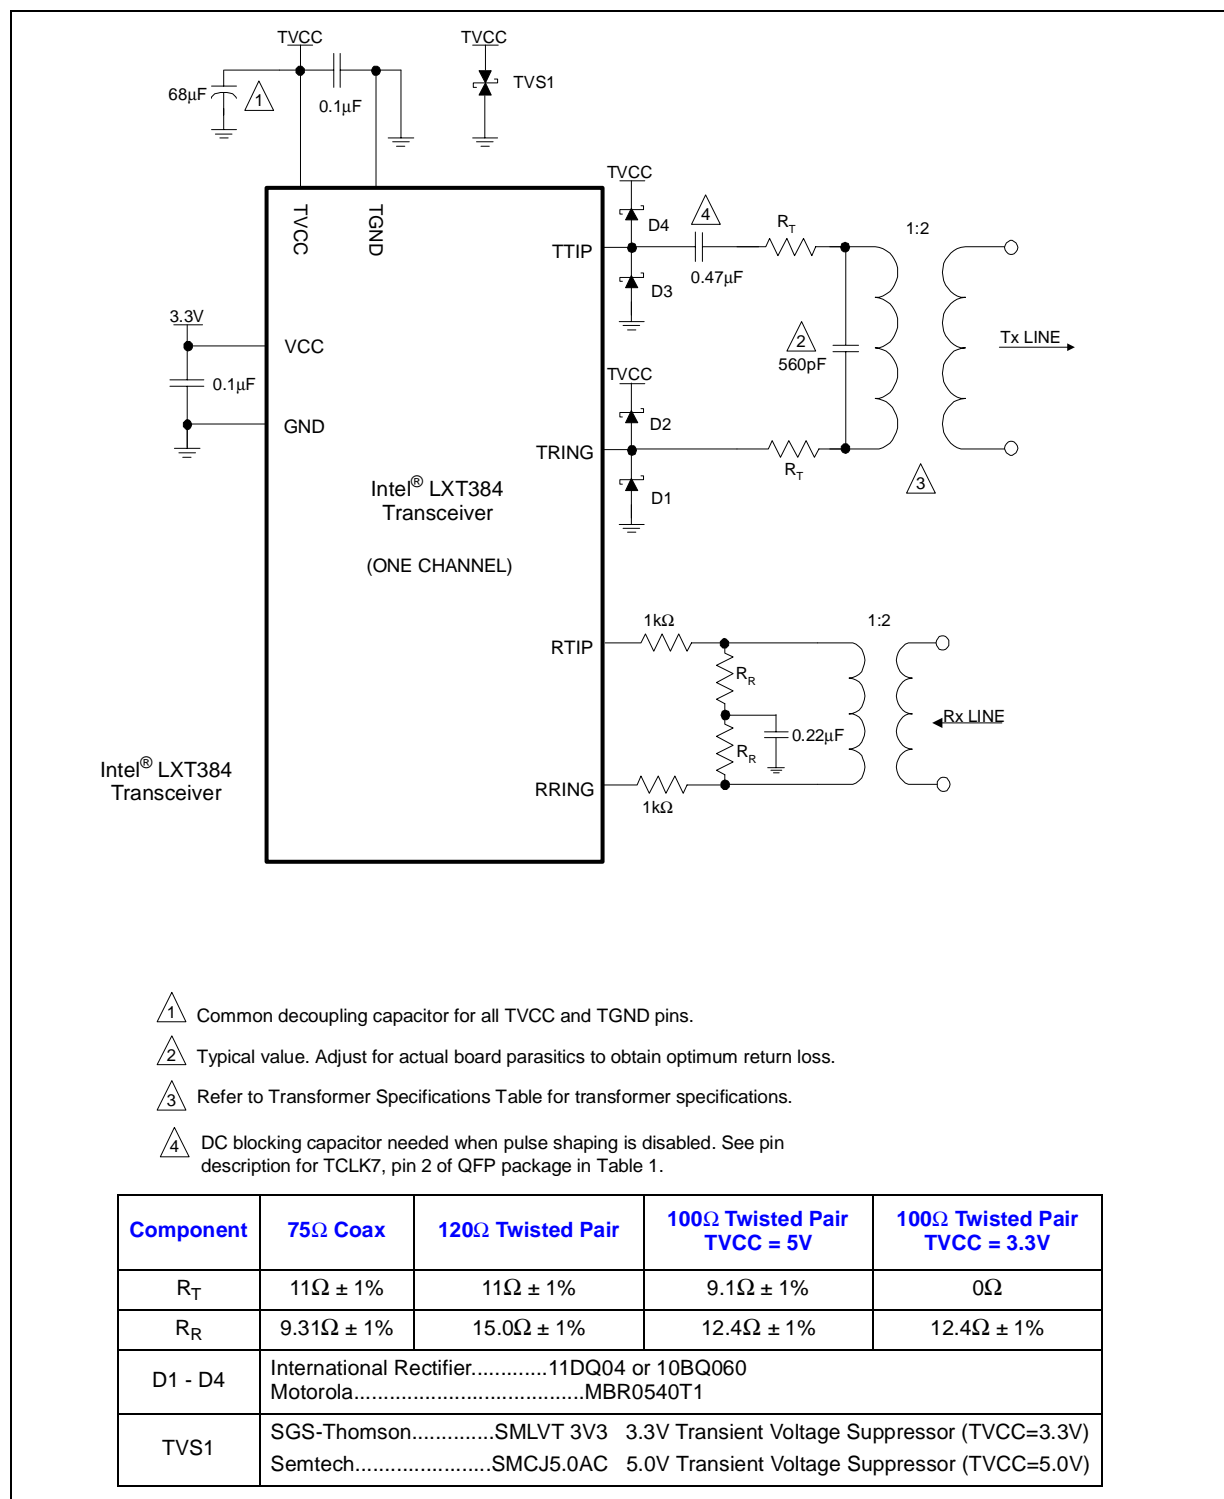 TVCC
TVCC
68µF
1
0.1µF
TVS1
TVCC
TVCC
TGND
D4
4
R_T
1:2
TTIP
0.47µF
D3
3.3V
VCC
2
Tx LINE
560pF
TVCC
0.1µF
D2
GND
TRING
R_T
3
D1
Intel® LXT384
Transceiver
(ONE CHANNEL)
1kΩ
1:2
RTIP
R_R
Rx LINE
0.22µF
R_R
Intel® LXT384
Transceiver
RRING
1kΩ
1 Common decoupling capacitor for all TVCC and TGND pins.
2 Typical value. Adjust for actual board parasitics to obtain optimum return loss.
3 Refer to Transformer Specifications Table for transformer specifications.
4 DC blocking capacitor needed when pulse shaping is disabled. See pin
description for TCLK7, pin 2 of QFP package in Table 1.
Component 75Ω Coax 120Ω Twisted Pair 100Ω Twisted Pair TVCC = 5V 100Ω Twisted Pair TVCC = 3.3V
R_T 11Ω ± 1% 11Ω ± 1% 9.1Ω ± 1% 0Ω
R_R 9.31Ω ± 1% 15.0Ω ± 1% 12.4Ω ± 1% 12.4Ω ± 1%
D1 - D4 International Rectifier.............11DQ04 or 10BQ060
Motorola.......................................MBR0540T1
TVS1 SGS-Thomson..............SMLVT 3V3 3.3V Transient Voltage Suppressor (TVCC=3.3V)
Semtech.......................SMCJ5.0AC 5.0V Transient Voltage Suppressor (TVCC=5.0V)